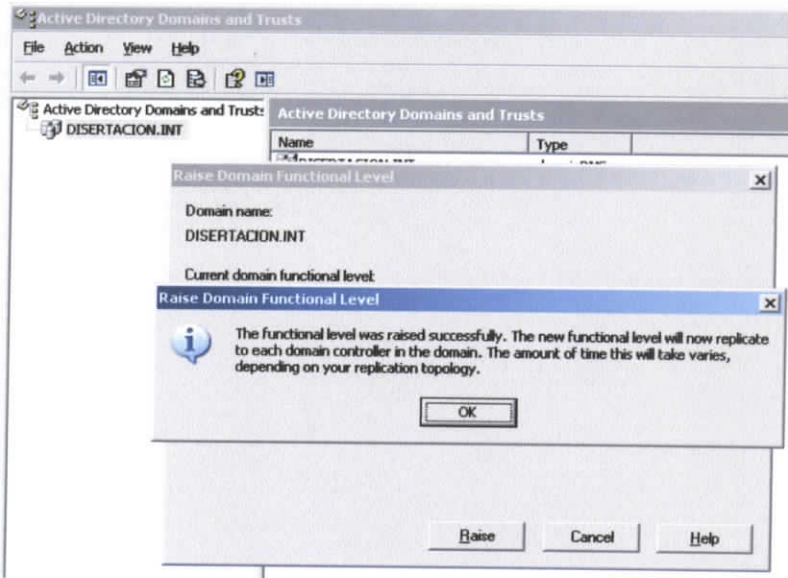 Active Directory Domains and Trusts
File Action View Help
Active Directory Domains and Trust:
DISERTACION.INT
Active Directory Domains and Trusts
Name Type
Raise Domain Functional Level
Domain name:
DISERTACION.INT
Current domain functional level:
Raise Domain Functional Level
The functional level was raised successfully. The new functional level will now replicate
to each domain controller in the domain. The amount of time this will take varies,
depending on your replication topology.
OK
Raise Cancel Help